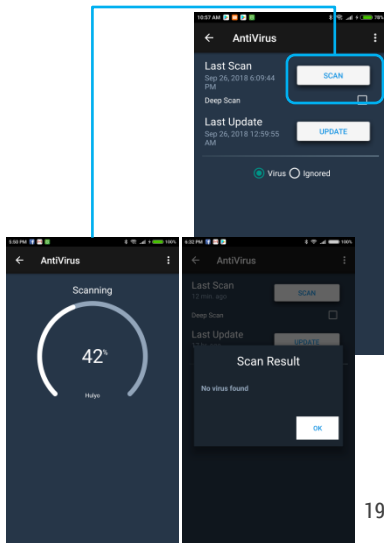 10:57 AM
78%
AntiVirus
Last Scan
Sep 26, 2018 6:09:44
PM
SCAN
Deep Scan
Last Update
Sep 26, 2018 12:59:55
AM
UPDATE
Virus
Ignored
5:50 PM
100%
AntiVirus
Scanning
42%
Hulyo
6:32 PM
100%
AntiVirus
Last Scan
12 min. ago
SCAN
Deep Scan
Last Update
UPDATE
Scan Result
No virus found
OK
19